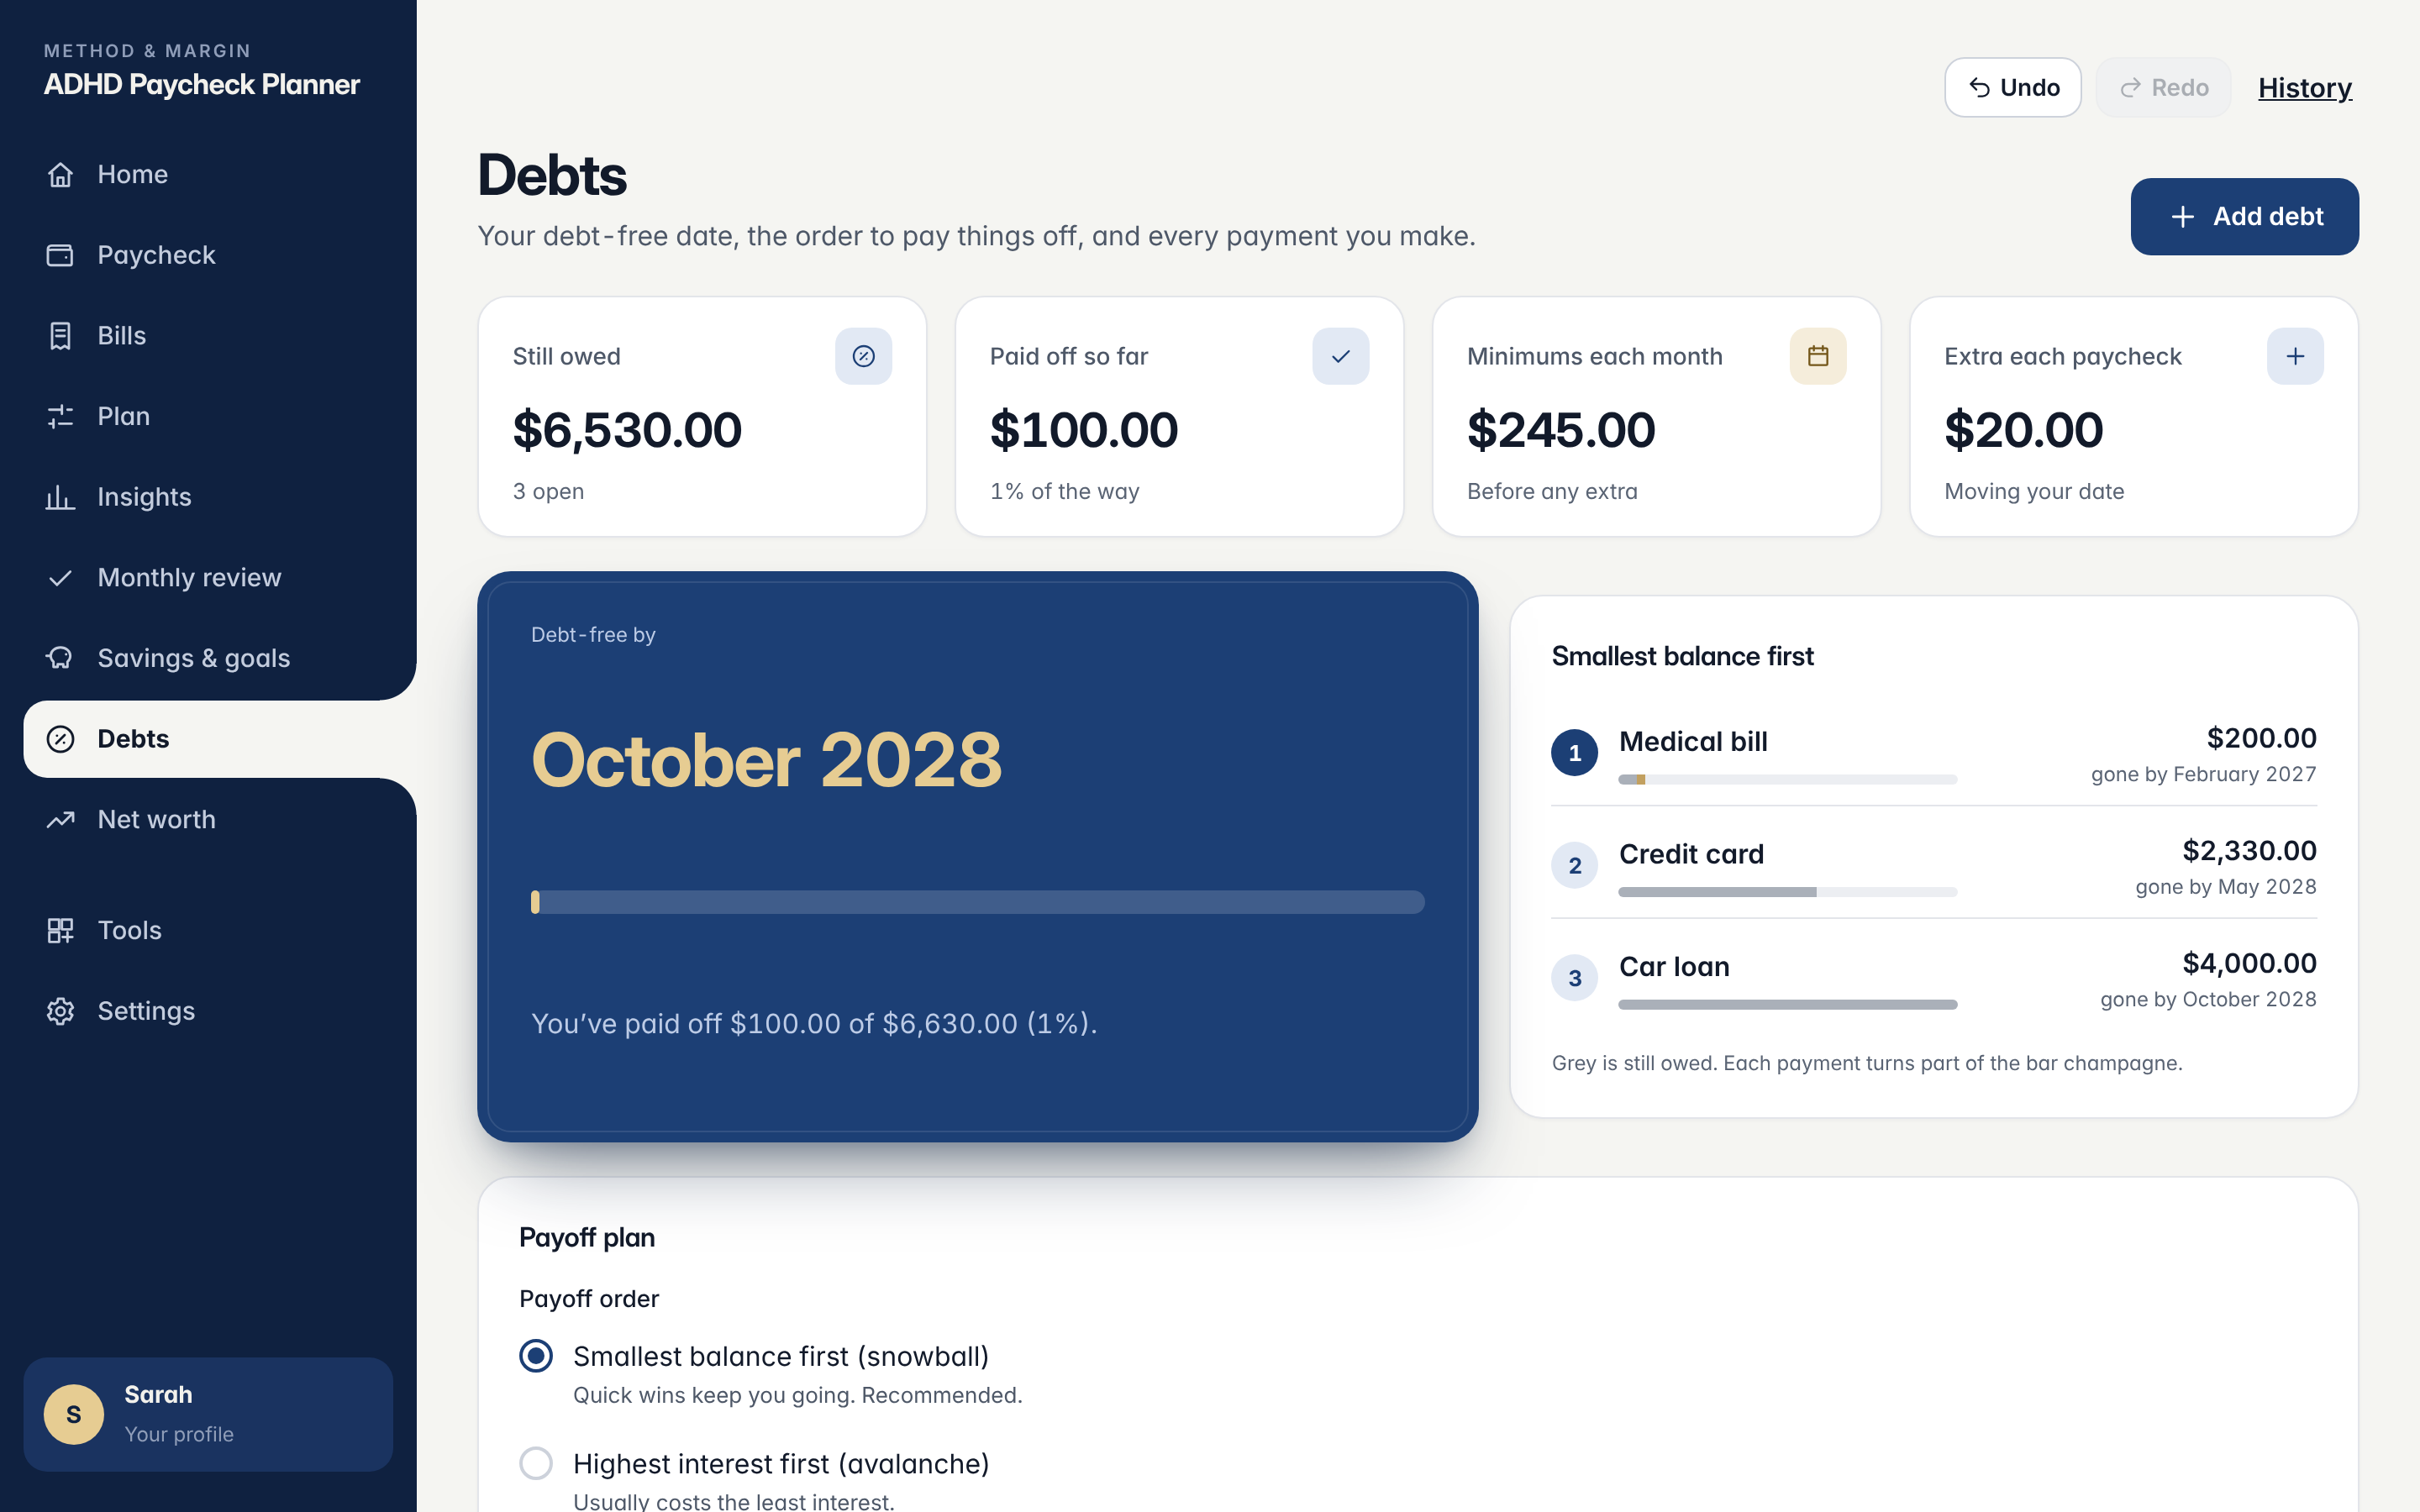 METHOD & MARGIN
ADHD Paycheck Planner
Home
Paycheck
Bills
Plan
Insights
Monthly review
Savings & goals
Debts
Net worth
Tools
Settings
S
Sarah
Your profile
Undo
Redo
History
Debts
Your debt-free date, the order to pay things off, and every payment you make.
Add debt
Still owed
$6,530.00
3 open
Paid off so far
$100.00
1% of the way
Minimums each month
$245.00
Before any extra
Extra each paycheck
$20.00
Moving your date
Debt-free by
October 2028
You’ve paid off $100.00 of $6,630.00 (1%).
Smallest balance first
1 Medical bill $200.00
gone by February 2027
2 Credit card $2,330.00
gone by May 2028
3 Car loan $4,000.00
gone by October 2028
Grey is still owed. Each payment turns part of the bar champagne.
Payoff plan
Payoff order
Smallest balance first (snowball)
Quick wins keep you going. Recommended.
Highest interest first (avalanche)
Usually costs the least interest.